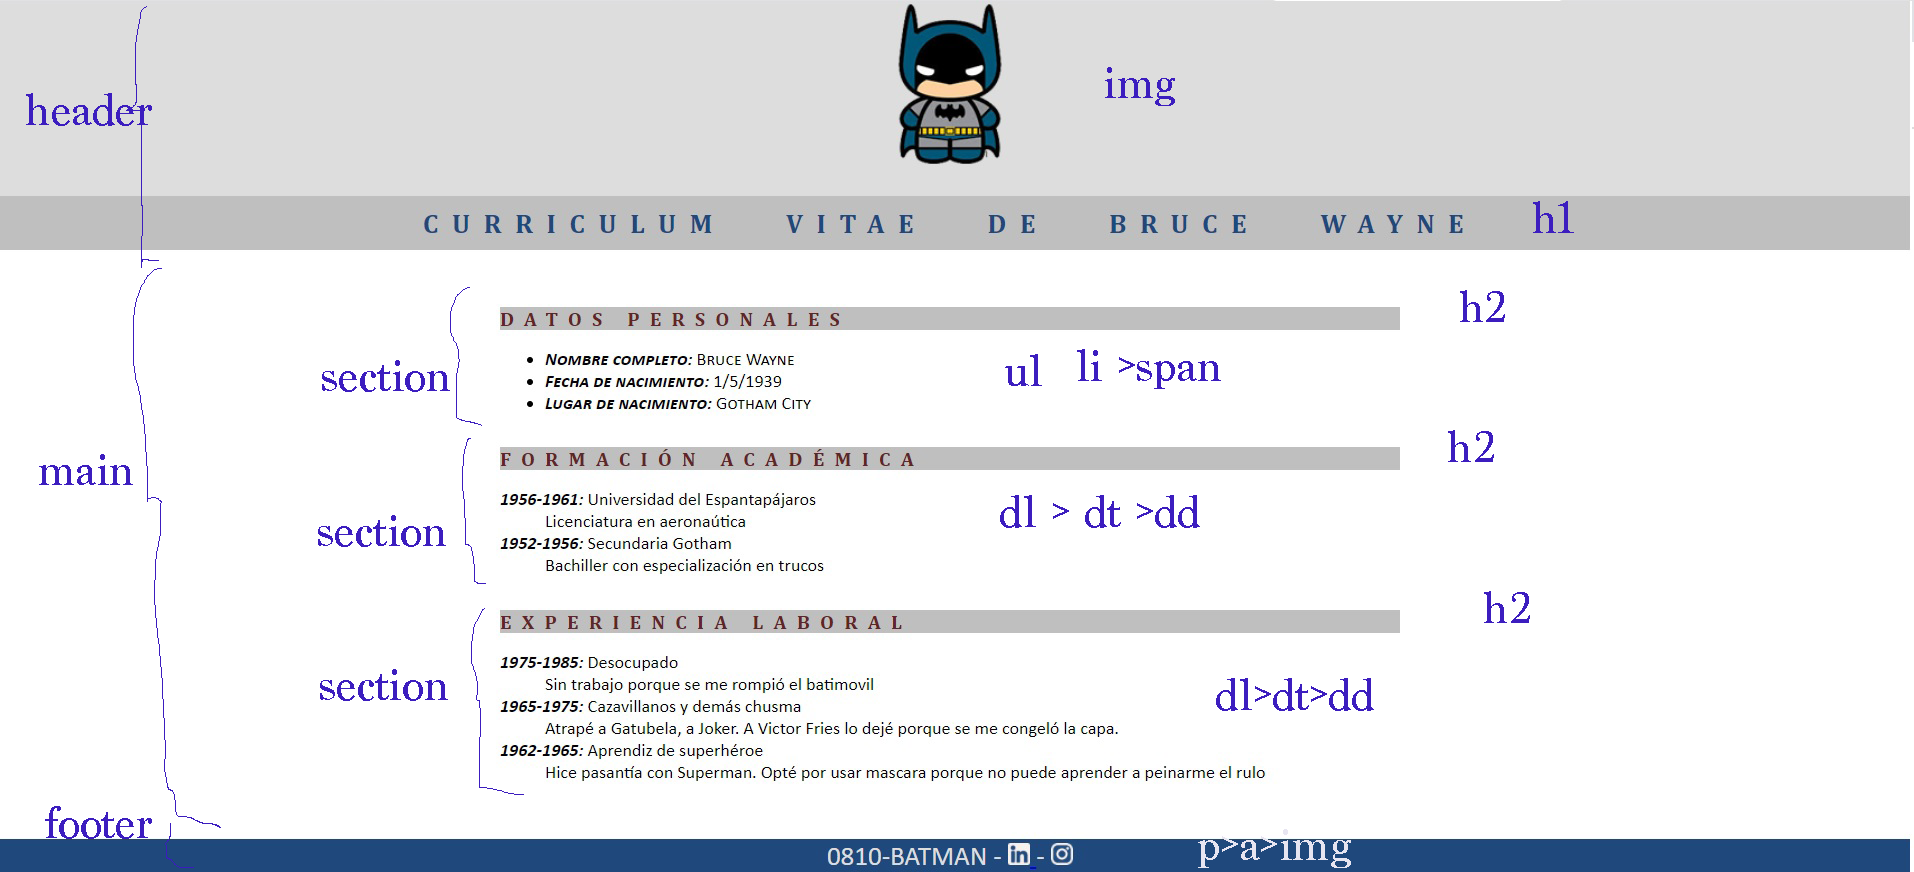 header
img
CURRICULUM VITAE DE BRUCE WAYNE h1
DATOS PERSONALES h2
section
• NOMBRE COMPLETO: BRUCE WAYNE
• FECHA DE NACIMIENTO: 1/5/1939
• LUGAR DE NACIMIENTO: GOTHAM CITY
ul li >span
main
section
FORMACIÓN ACADÉMICA h2
1956-1961: Universidad del Espantapájaros
Licenciatura en aeronaútica
1952-1956: Secundaria Gotham
Bachiller con especialización en trucos
dl > dt >dd
section
EXPERIENCIA LABORAL h2
1975-1985: Desocupado
Sin trabajo porque se me rompió el batimovil
1965-1975: Cazavillanos y demás chusma
Atrapé a Gatubela, a Joker. A Victor Fries lo dejé porque se me congeló la capa.
1962-1965: Aprendiz de superhéroe
Hice pasantía con Superman. Opté por usar mascara porque no puede aprender a peinarme el rulo
dl>dt>dd
footer
0810-BATMAN - in - p>a>img